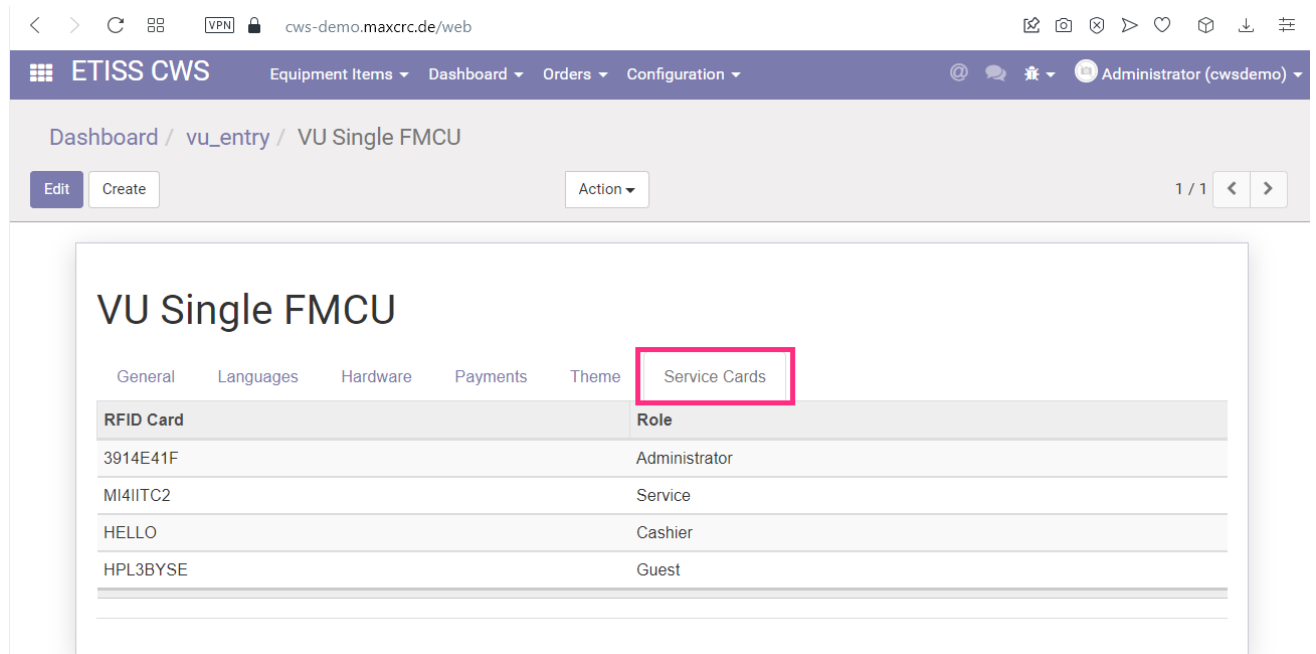 VPN cws-demo.maxcrc.de/web
ETISS CWS Equipment Items Dashboard Orders Configuration @ Administrator (cwsdemo)
Dashboard / vu_entry / VU Single FMCU
Edit Create Action 1 / 1
VU Single FMCU
General Languages Hardware Payments Theme Service Cards
RFID Card Role
3914E41F Administrator
MI4IITC2 Service
HELLO Cashier
HPL3BYSE Guest